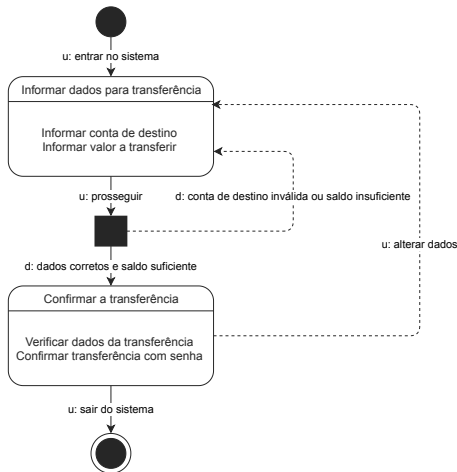 u: entrar no sistema
Informar dados para transferência
Informar conta de destino
Informar valor a transferir
u: prosseguir
d: conta de destino inválida ou saldo insuficiente
u: alterar dados
d: dados corretos e saldo suficiente
Confirmar a transferência
Verificar dados da transferência
Confirmar transferência com senha
u: sair do sistema